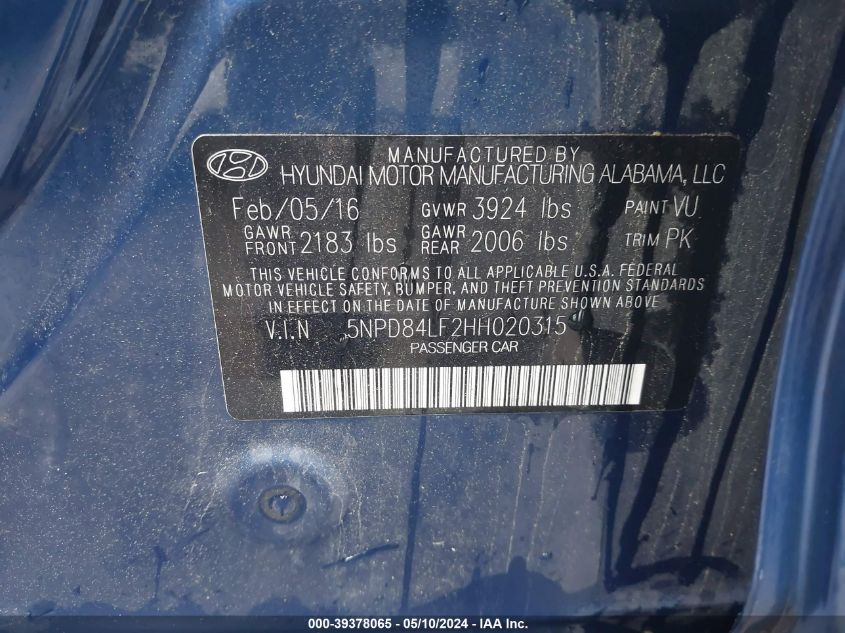 MANUFACTURED BY
HYUNDAI MOTOR MANUFACTURING ALABAMA, LLC
Feb/05/16 GVWR 3924 lbs PAINT VU
GAWR FRONT 2183 lbs GAWR REAR 2006 lbs TRIM PK
THIS VEHICLE CONFORMS TO ALL APPLICABLE U.S.A. FEDERAL
MOTOR VEHICLE SAFETY, BUMPER, AND THEFT PREVENTION STANDARDS
IN EFFECT ON THE DATE OF MANUFACTURE SHOWN ABOVE
V.I.N 5NPD84LF2HH020315
PASSENGER CAR
000-39378065 - 05/10/2024 - IAA Inc.